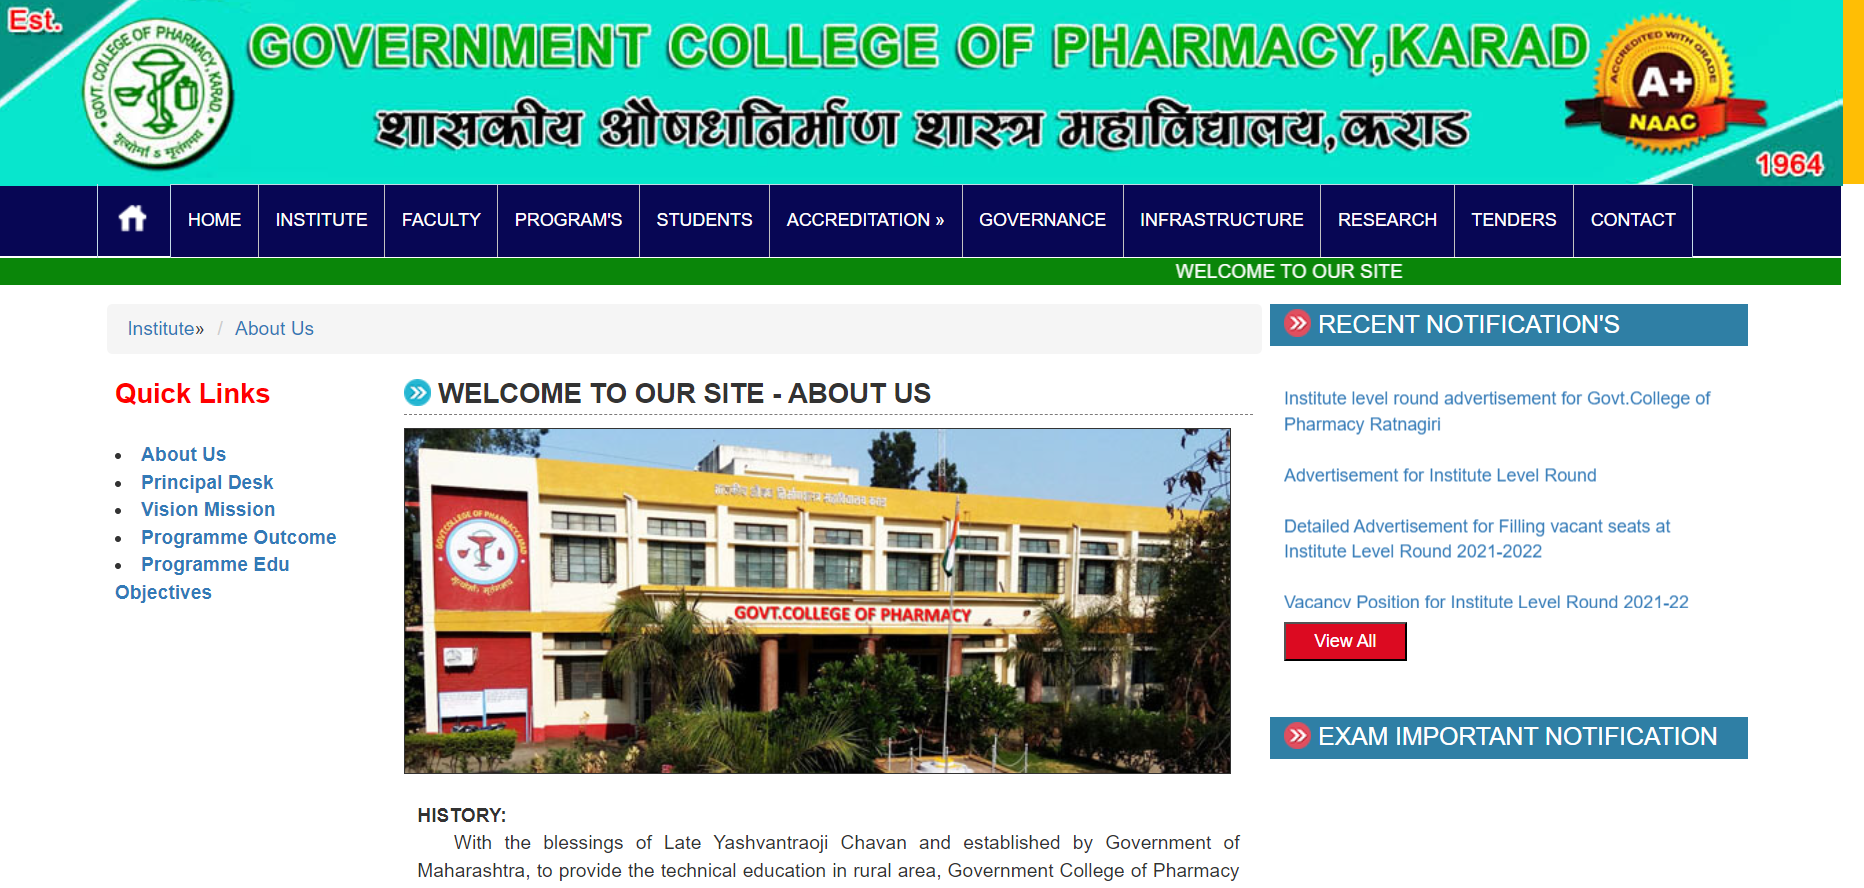 Est.
GOVT. COLLEGE OF PHARMACY, KARAD
GOVERNMENT COLLEGE OF PHARMACY,KARAD
शासकीय औषधनिर्माण शास्त्र महाविद्यालय,कराड
ACCREDITED WITH GRADE
A+
NAAC
1964
HOME INSTITUTE FACULTY PROGRAM'S STUDENTS ACCREDITATION » GOVERNANCE INFRASTRUCTURE RESEARCH TENDERS CONTACT
WELCOME TO OUR SITE
Institute» / About Us
Quick Links
• About Us
• Principal Desk
• Vision Mission
• Programme Outcome
• Programme Edu
Objectives
WELCOME TO OUR SITE - ABOUT US
GOVT.COLLEGE OF PHARMACY,KARAD
GOVT.COLLEGE OF PHARMACY
HISTORY:
With the blessings of Late Yashvantraoji Chavan and established by Government of
Maharashtra, to provide the technical education in rural area, Government College of Pharmacy
RECENT NOTIFICATION'S
Institute level round advertisement for Govt.College of
Pharmacy Ratnagiri
Advertisement for Institute Level Round
Detailed Advertisement for Filling vacant seats at
Institute Level Round 2021-2022
Vacancy Position for Institute Level Round 2021-22
View All
EXAM IMPORTANT NOTIFICATION